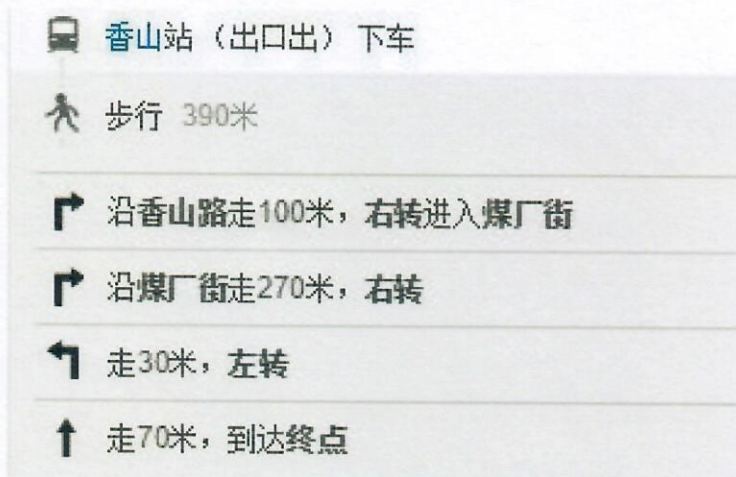 香山站（出口出） 下车
步行 390米
沿香山路走100米，右转进入煤厂街
沿煤厂街走270米，右转
走30米，左转
走70米，到达终点